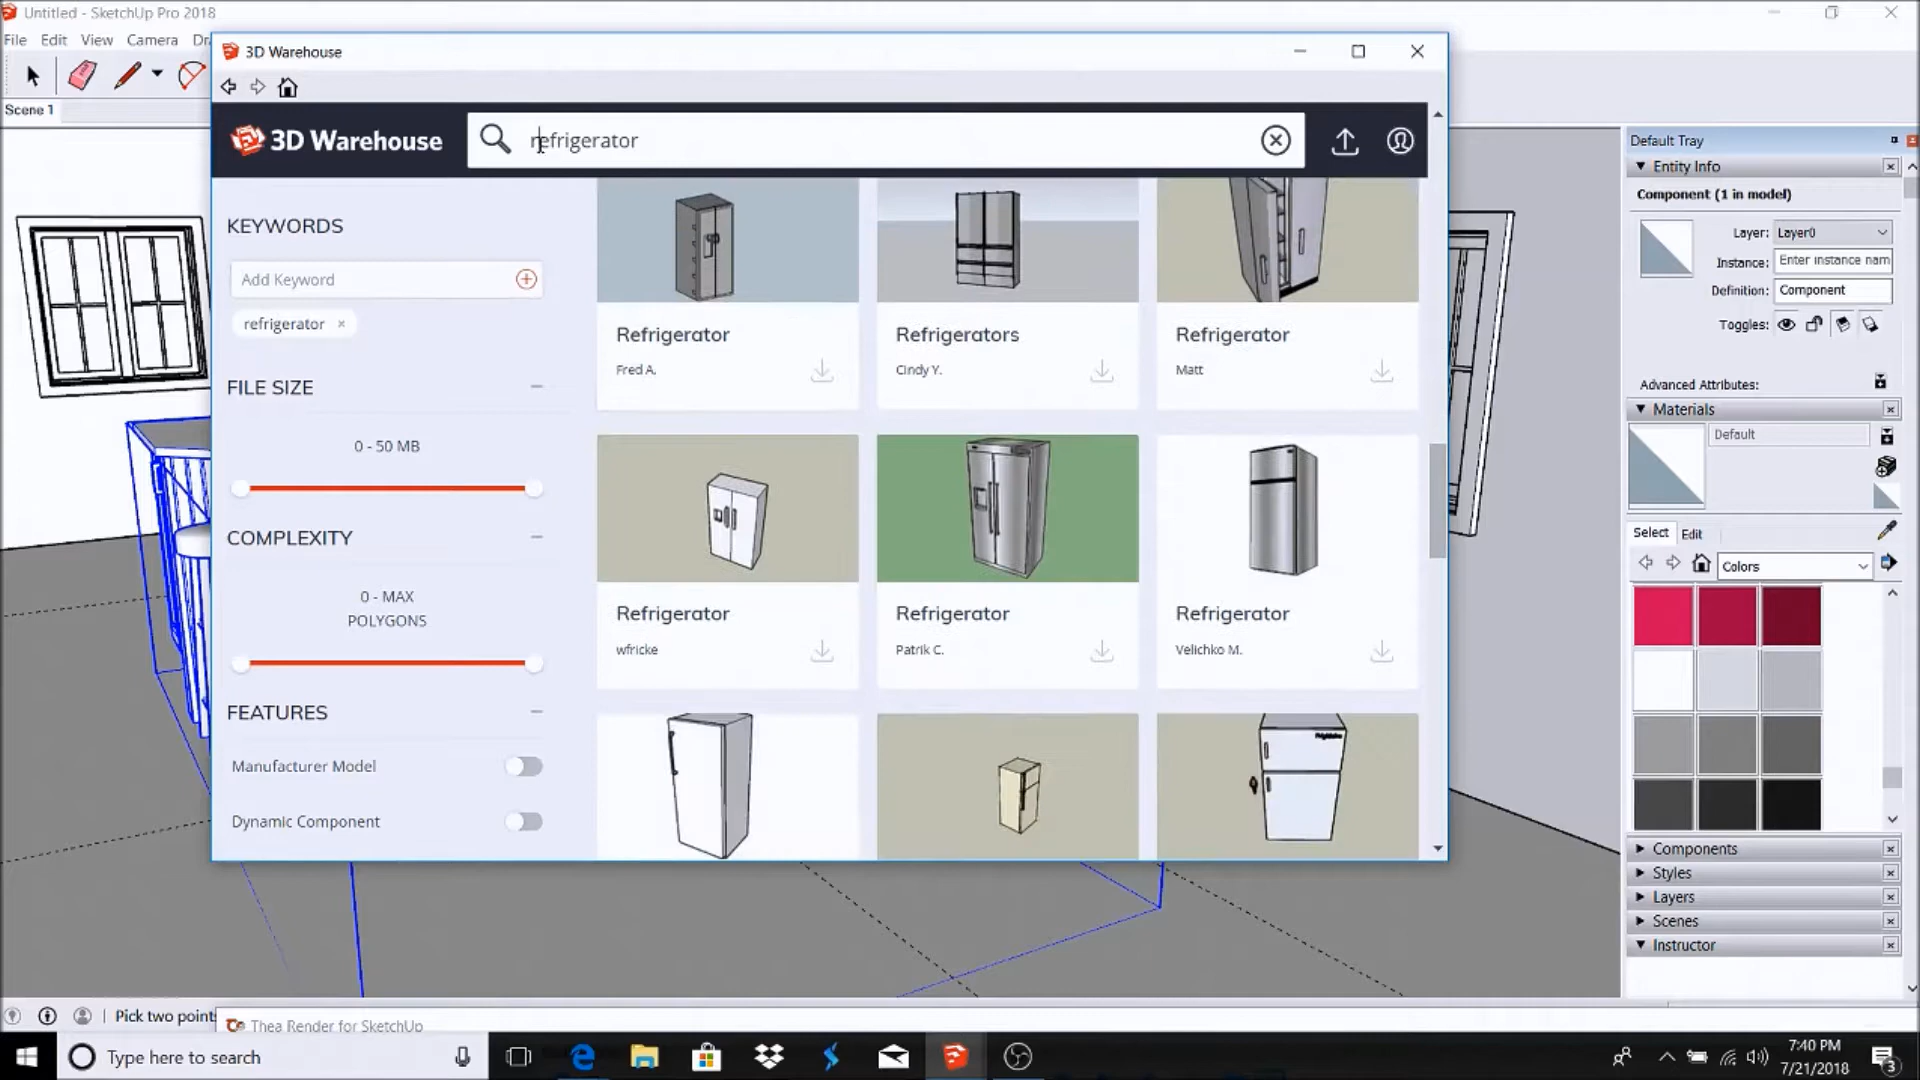 Untitled - SketchUp Pro 2018
File Edit View Camera Dr
3D Warehouse
Scene 1
3D Warehouse
refrigerator
KEYWORDS
Add Keyword
refrigerator ×
FILE SIZE
0 - 50 MB
COMPLEXITY
0 - MAX
POLYGONS
FEATURES
Manufacturer Model
Dynamic Component
Refrigerator
Fred A.
Refrigerators
Cindy Y.
Refrigerator
Matt
Refrigerator
wfricke
Refrigerator
Patrik C.
Refrigerator
Velichko M.
Default Tray
Entity Info
Component (1 in model)
Layer: Layer0
Instance: Enter instance nam
Definition: Component
Toggles:
Advanced Attributes:
Materials
Default
Select Edit
Colors
Components
Styles
Layers
Scenes
Instructor
Pick two point
Thea Render for SketchUp
Type here to search
7:40 PM
7/21/2018
3